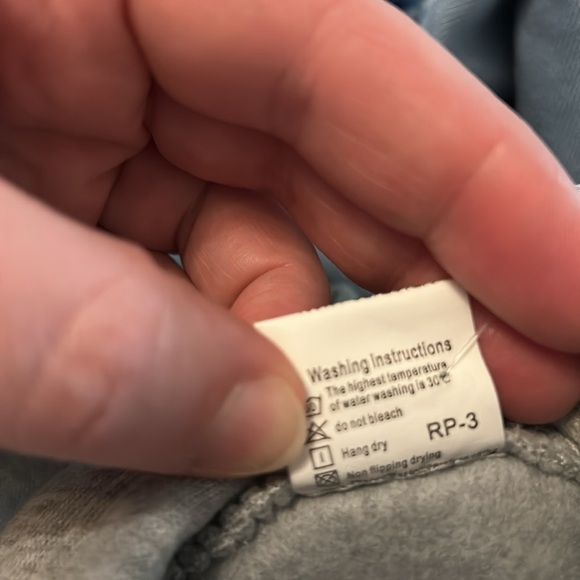 Washing Instructions
The highest temperature
of water washing is 30℃
do not bleach
Hang dry
Non flipping drying
RP-3